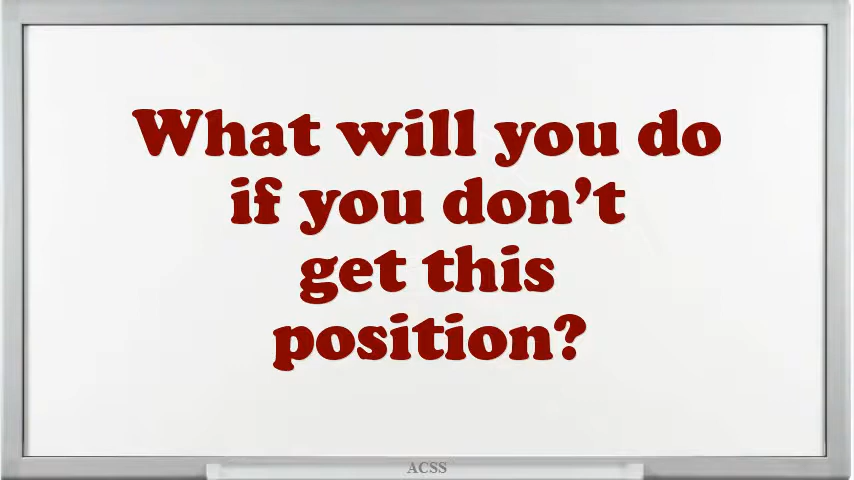 What will you do
if you don’t
get this
position?
ACSS